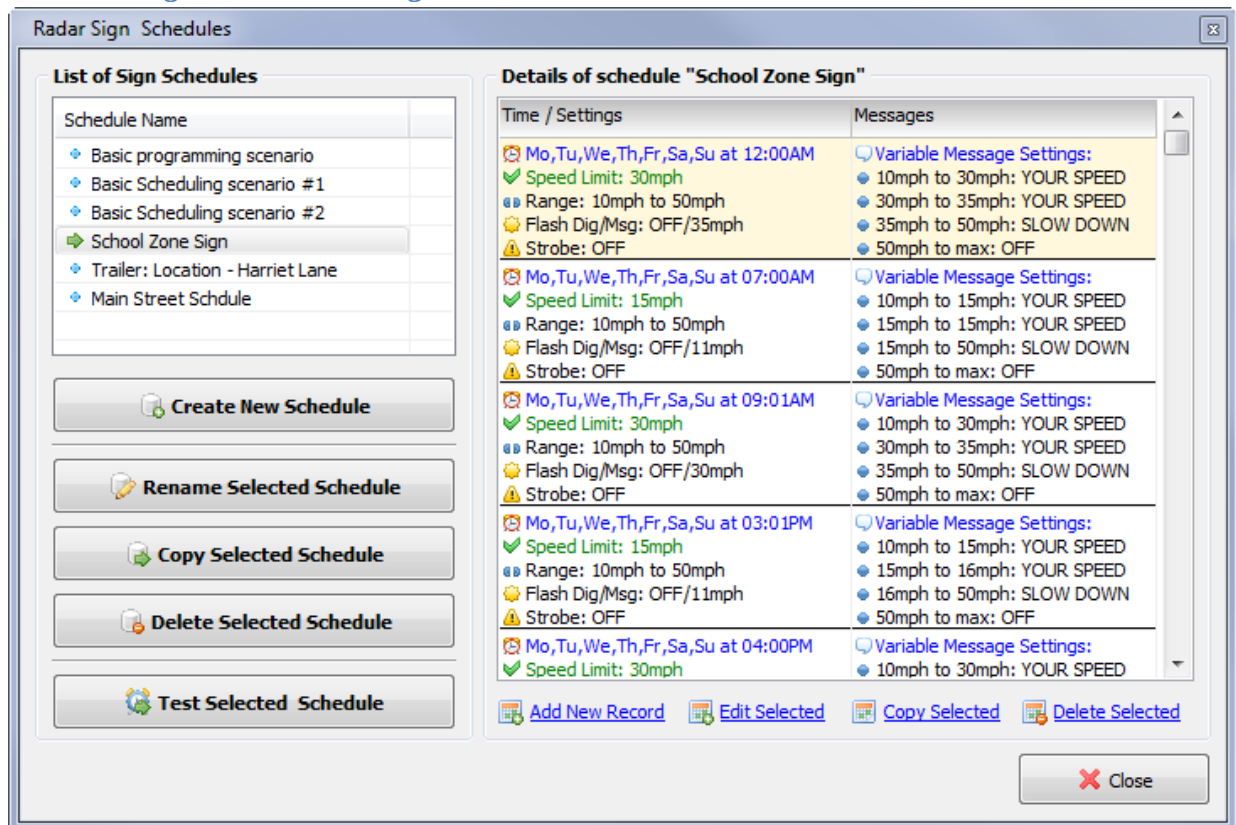 Radar Sign  Schedules
List of Sign Schedules
Schedule Name
Basic programming scenario
Basic Scheduling scenario #1
Basic Scheduling scenario #2
School Zone Sign
Trailer: Location - Harriet Lane
Main Street Schdule
Create New Schedule
Rename Selected Schedule
Copy Selected Schedule
Delete Selected Schedule
Test Selected  Schedule
Details of schedule "School Zone Sign"
Time / Settings
Messages
Mo,Tu,We,Th,Fr,Sa,Su at 12:00AM
Speed Limit: 30mph
Range: 10mph to 50mph
Flash Dig/Msg: OFF/35mph
Strobe: OFF
Variable Message Settings:
10mph to 30mph: YOUR SPEED
30mph to 35mph: YOUR SPEED
35mph to 50mph: SLOW DOWN
50mph to max: OFF
Mo,Tu,We,Th,Fr,Sa,Su at 07:00AM
Speed Limit: 15mph
Range: 10mph to 50mph
Flash Dig/Msg: OFF/11mph
Strobe: OFF
Variable Message Settings:
10mph to 15mph: YOUR SPEED
15mph to 15mph: YOUR SPEED
15mph to 50mph: SLOW DOWN
50mph to max: OFF
Mo,Tu,We,Th,Fr,Sa,Su at 09:01AM
Speed Limit: 30mph
Range: 10mph to 50mph
Flash Dig/Msg: OFF/30mph
Strobe: OFF
Variable Message Settings:
10mph to 30mph: YOUR SPEED
30mph to 35mph: YOUR SPEED
35mph to 50mph: SLOW DOWN
50mph to max: OFF
Mo,Tu,We,Th,Fr,Sa,Su at 03:01PM
Speed Limit: 15mph
Range: 10mph to 50mph
Flash Dig/Msg: OFF/11mph
Strobe: OFF
Variable Message Settings:
10mph to 15mph: YOUR SPEED
15mph to 16mph: YOUR SPEED
16mph to 50mph: SLOW DOWN
50mph to max: OFF
Mo,Tu,We,Th,Fr,Sa,Su at 04:00PM
Speed Limit: 30mph
Variable Message Settings:
10mph to 30mph: YOUR SPEED
Add New Record
Edit Selected
Copy Selected
Delete Selected
Close